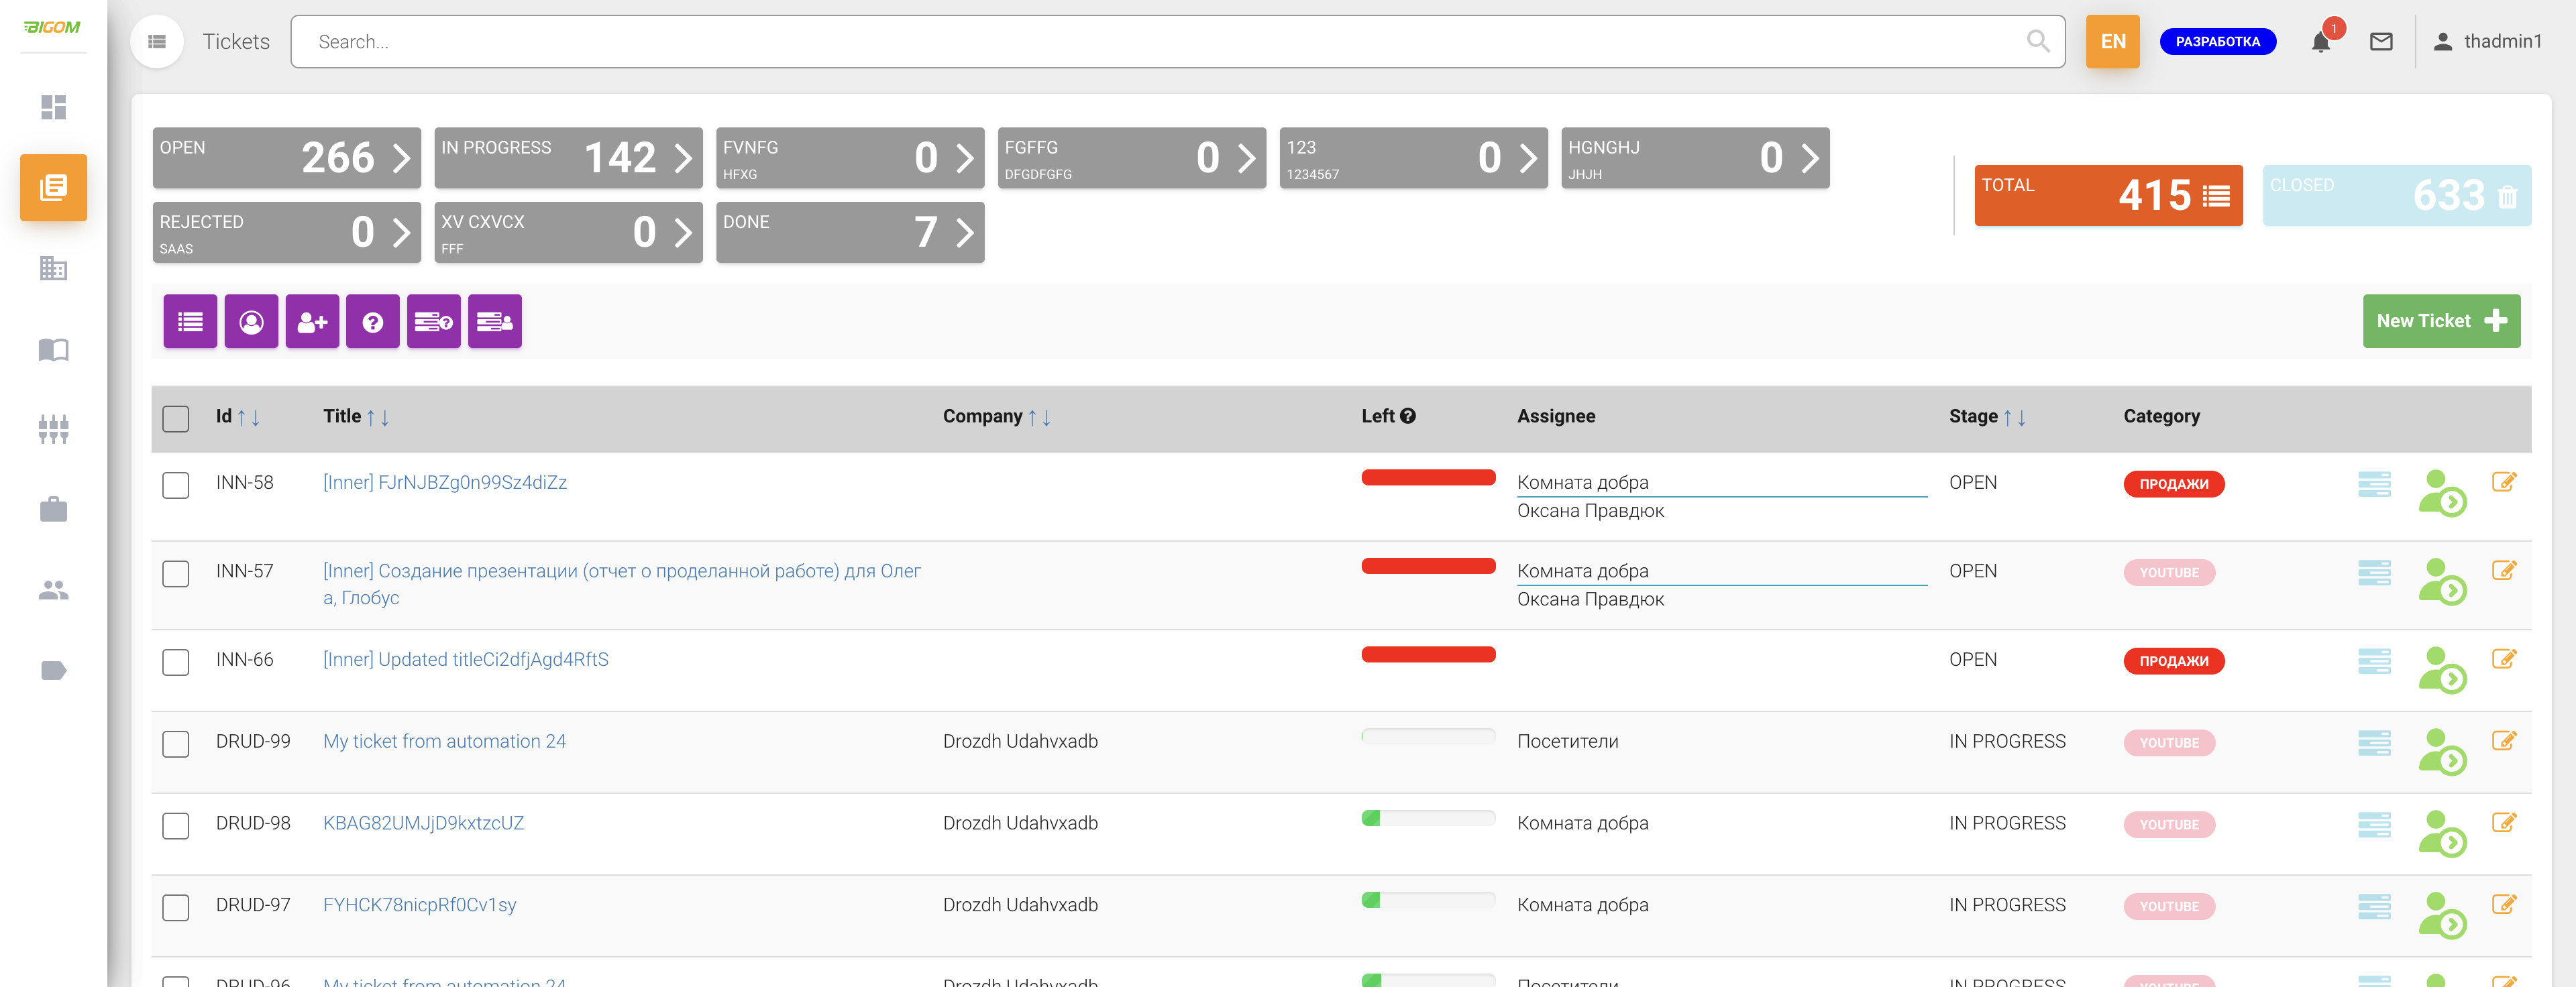 BIGOM
Tickets
Search...
EN
РАЗРАБОТКА
1
thadmin1
OPEN 266
IN PROGRESS 142
FVNFG 0
HFXG
FGFFG 0
DFGDFGFG
123 0
1234567
HGNGHJ 0
JHJH
REJECTED 0
SAAS
XV CXVCX 0
FFF
DONE 7
TOTAL 415
CLOSED 633
New Ticket
Id Title Company Left Assignee Stage Category
INN-58 [Inner] FJrNJBZg0n99Sz4diZz Комната добра OPEN ПРОДАЖИ
Оксана Правдюк
INN-57 [Inner] Создание презентации (отчет о проделанной работе) для Олег Комната добра OPEN YOUTUBE
а, Глобус Оксана Правдюк
INN-66 [Inner] Updated titleCi2dfjAgd4RftS OPEN ПРОДАЖИ
DRUD-99 My ticket from automation 24 Drozdh Udahvxadb Посетители IN PROGRESS YOUTUBE
DRUD-98 KBAG82UMJjD9kxtzcUZ Drozdh Udahvxadb Комната добра IN PROGRESS YOUTUBE
DRUD-97 FYHCK78nicpRf0Cv1sy Drozdh Udahvxadb Комната добра IN PROGRESS YOUTUBE
DRUD-96 My ticket from automation 24 Drozdh Udahvxadb Посетители IN PROGRESS YOUTUBE